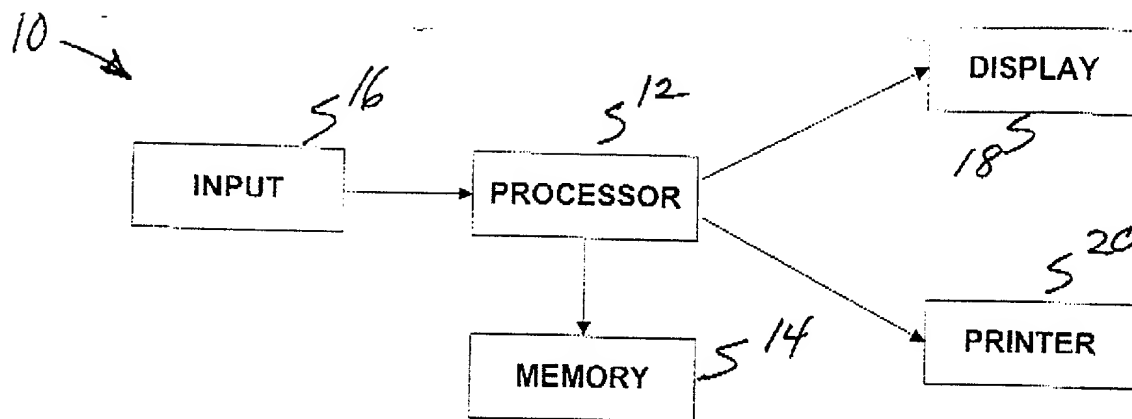 10
16
12
DISPLAY
18
INPUT
PROCESSOR
20
PRINTER
14
MEMORY